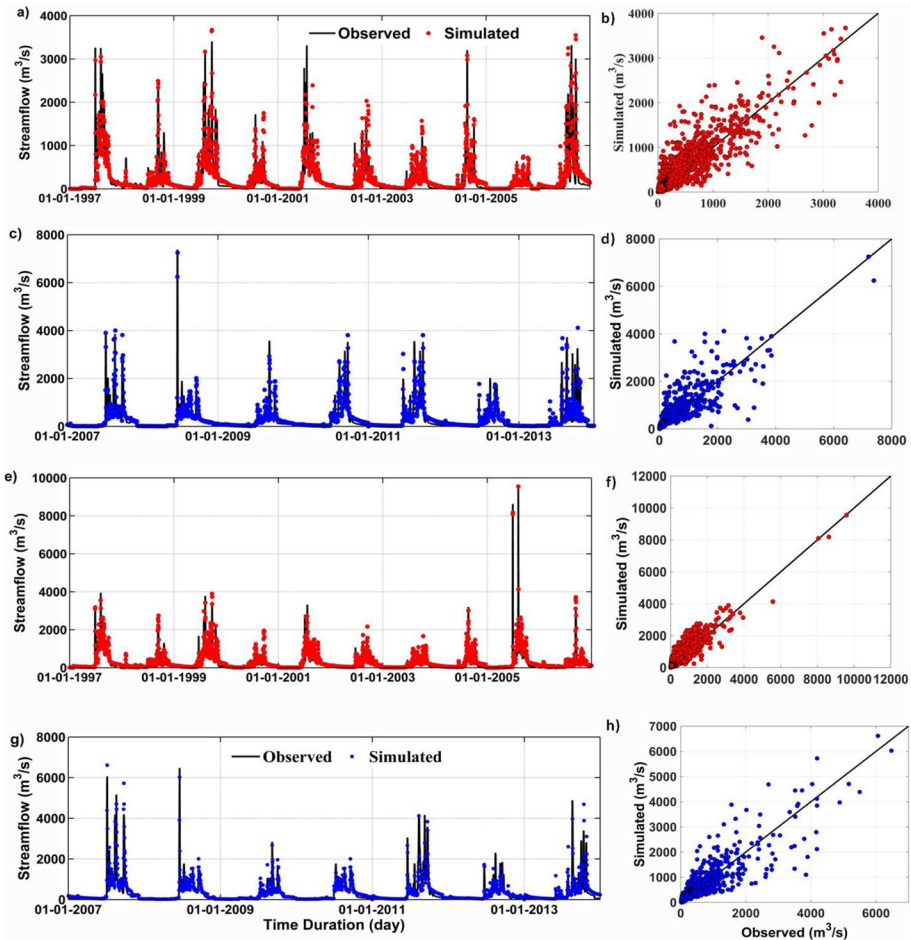 a)
Streamflow (m³/s)
4000
3000
2000
1000
0
Observed Simulated
01-01-1997 01-01-1999 01-01-2001 01-01-2003 01-01-2005
b)
Simulated (m³/s)
4000
3000
2000
1000
0
0 1000 2000 3000 4000
c)
Streamflow (m³/s)
8000
6000
4000
2000
0
01-01-2007 01-01-2009 01-01-2011 01-01-2013
d)
Simulated (m³/s)
8000
6000
4000
2000
0
0 2000 4000 6000 8000
e)
Streamflow (m³/s)
10000
8000
6000
4000
2000
0
01-01-1997 01-01-1999 01-01-2001 01-01-2003 01-01-2005
f)
Simulated (m³/s)
12000
10000
8000
6000
4000
2000
0
0 2000 4000 6000 8000 10000 12000
g)
Streamflow (m³/s)
8000
6000
4000
2000
0
Observed Simulated
01-01-2007 01-01-2009 01-01-2011 01-01-2013
Time Duration (day)
h)
Simulated (m³/s)
7000
6000
5000
4000
3000
2000
1000
0
0 2000 4000 6000
Observed (m³/s)